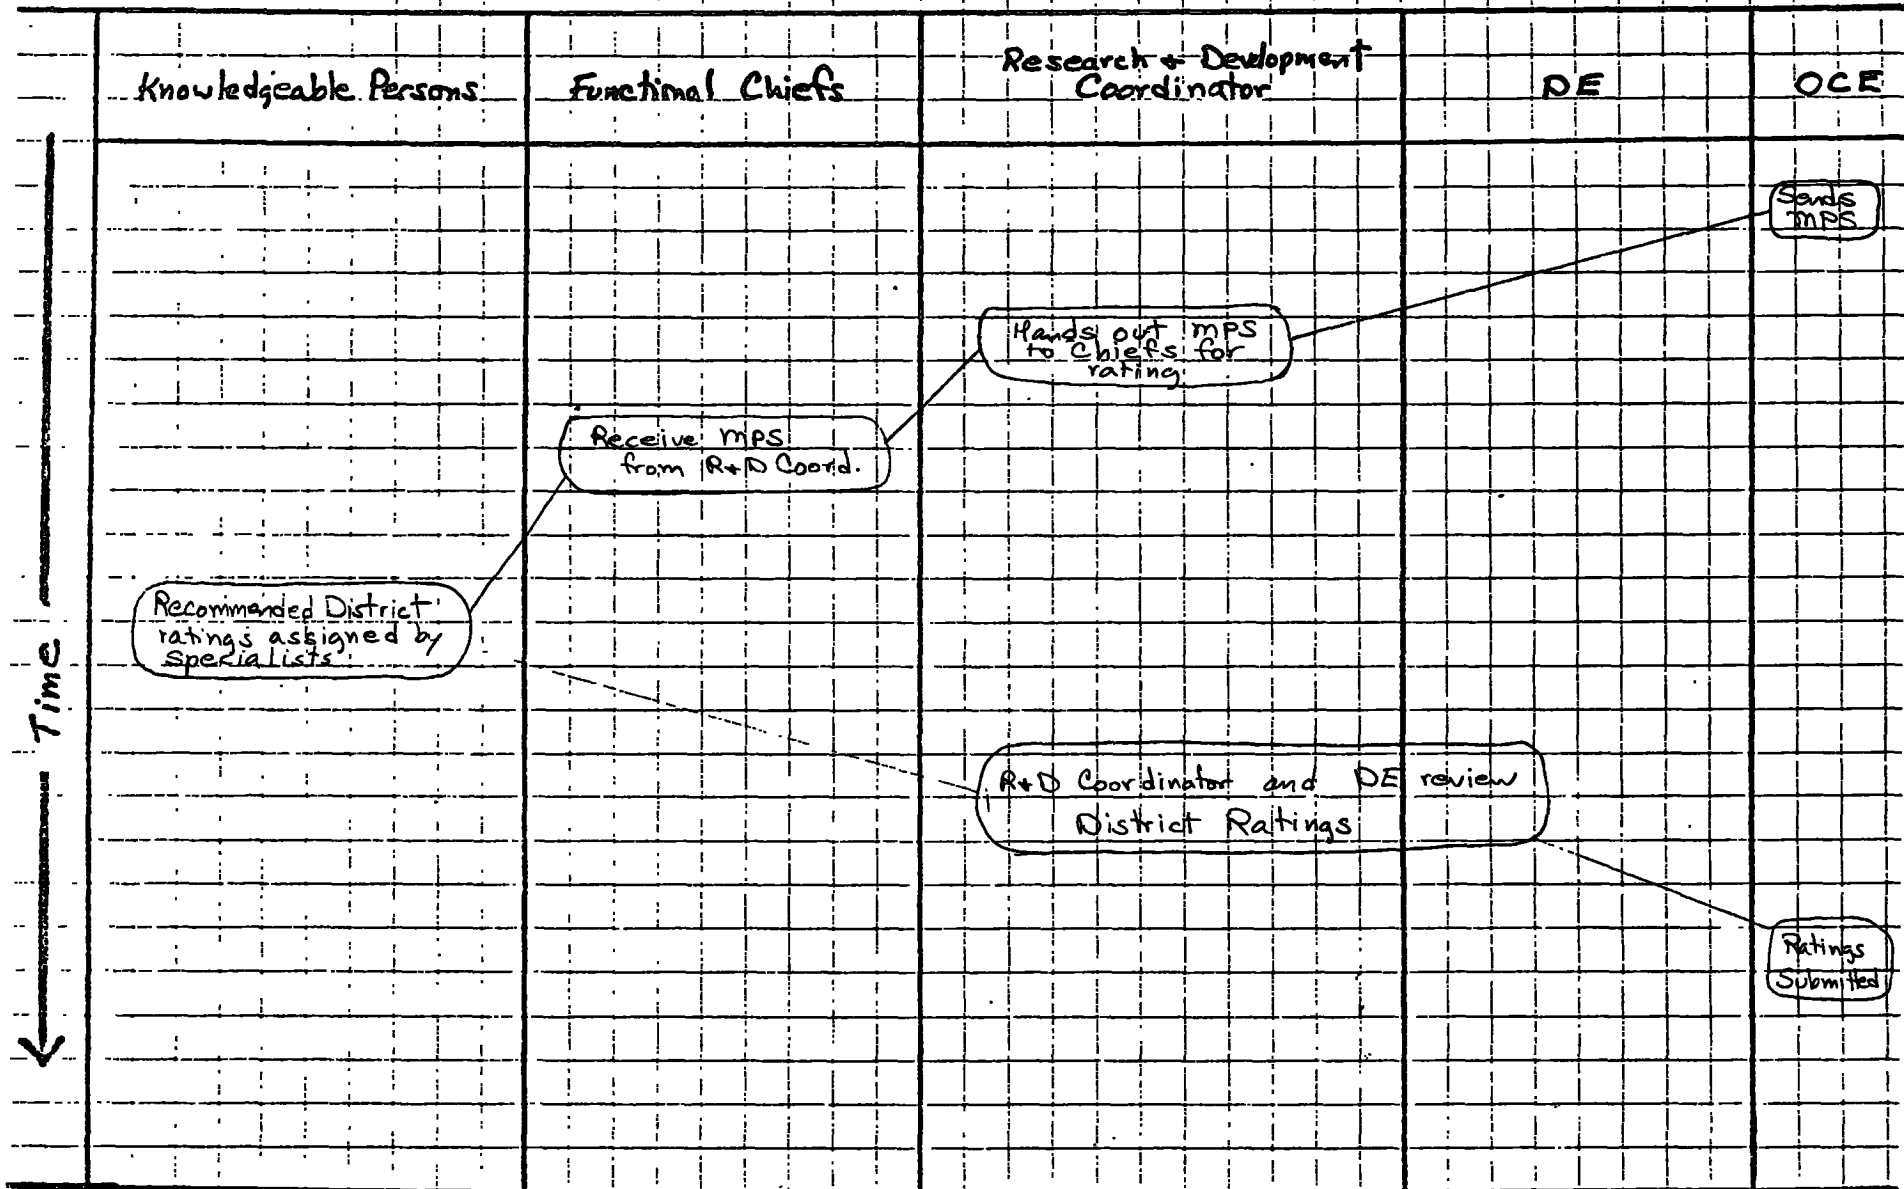 Knowledgeable Persons
Functional Chiefs
Research & Development
Coordinator
DE
OCE
Time
Sends
MPS
Hands out MPS
to Chiefs for
rating
Receive MPS
from R&D Coord.
Recommended District
ratings assigned by
Specialists
R&D Coordinator and DE review
District Ratings
Ratings
Submitted